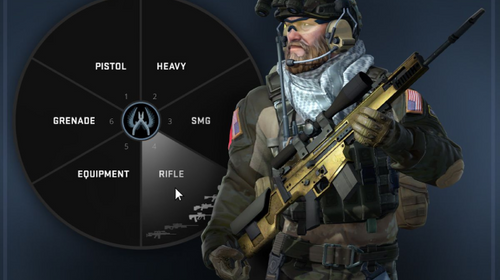 PISTOL HEAVY
1 2
GRENADE 6 3 SMG
5 4
EQUIPMENT RIFLE